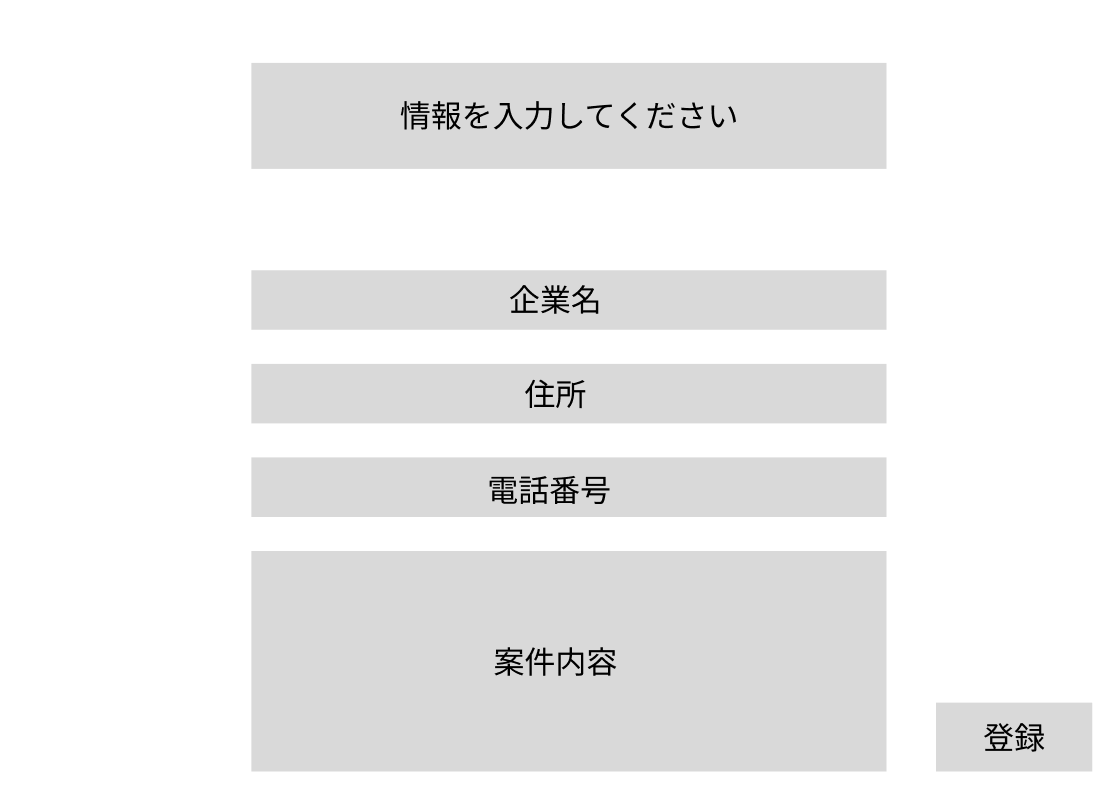 情報を入力してください
企業名
住所
電話番号
案件内容
登録